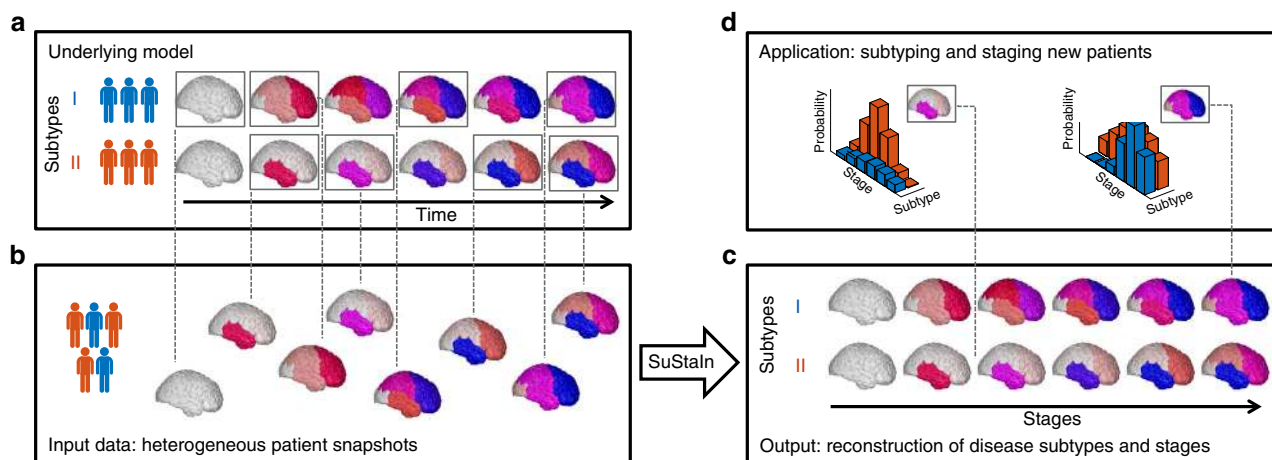 a
Underlying model
Subtypes
I
II
Time
b
Input data: heterogeneous patient snapshots
SuStaIn
d
Application: subtyping and staging new patients
Probability
Stage
Subtype
Probability
Stage
Subtype
c
Subtypes
I
II
Stages
Output: reconstruction of disease subtypes and stages